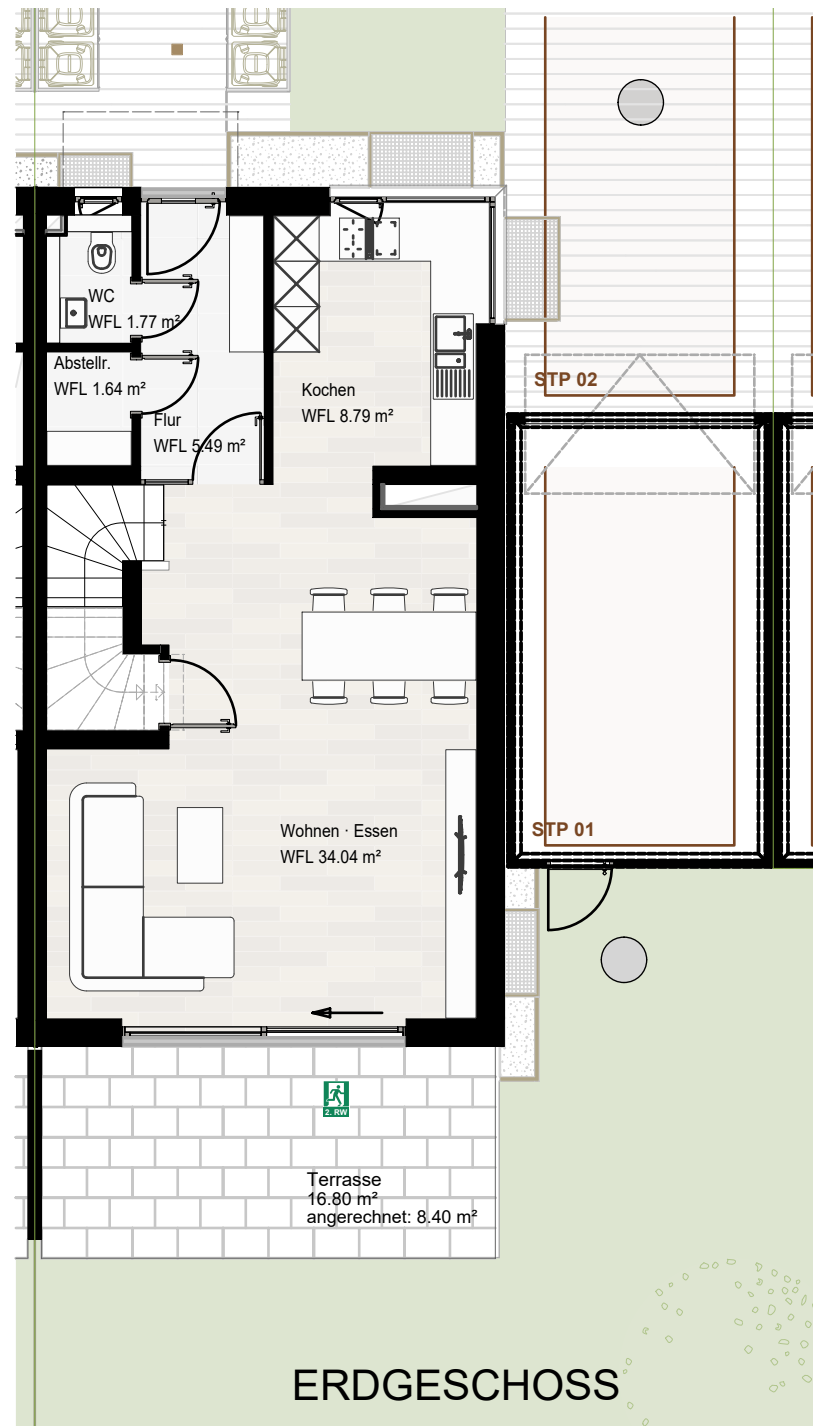 WC
WFL 1.77 m²
Abstellr.
WFL 1.64 m²
Flur
WFL 5.49 m²
Kochen
WFL 8.79 m²
STP 02
STP 01
Wohnen · Essen
WFL 34.04 m²
2. RW
Terrasse
16.80 m²
angerechnet: 8.40 m²
ERDGESCHOSS